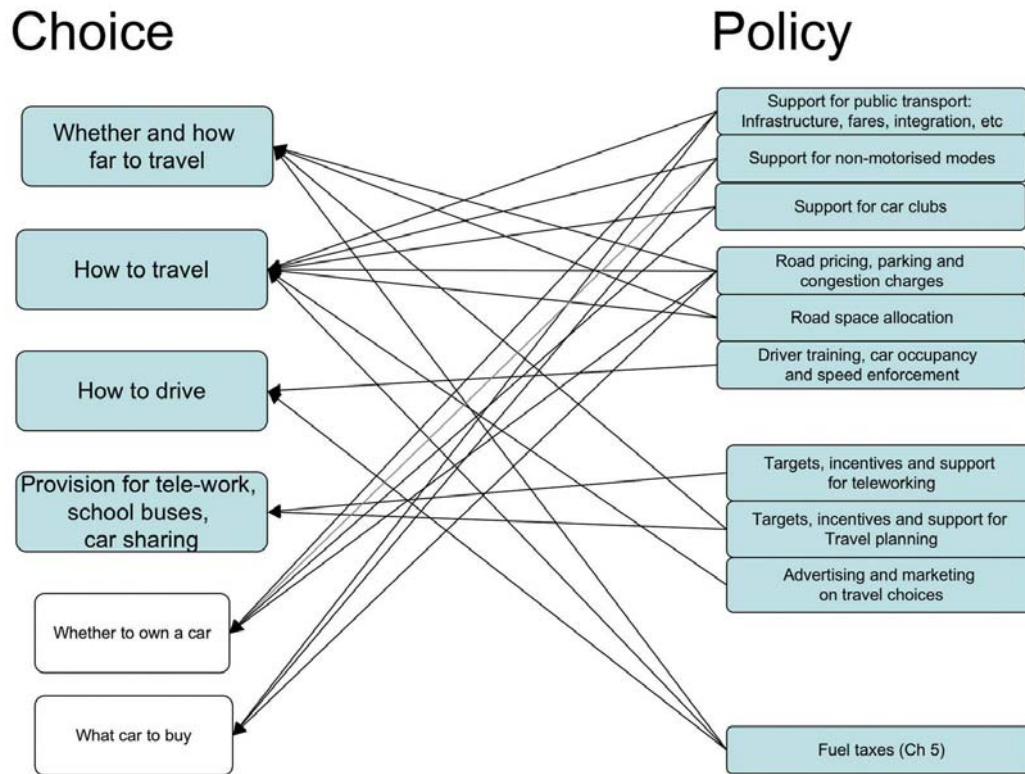 Choice
Whether and how
far to travel
How to travel
How to drive
Provision for tele-work,
school buses,
car sharing
Whether to own a car
What car to buy
Policy
Support for public transport:
Infrastructure, fares, integration, etc
Support for non-motorised modes
Support for car clubs
Road pricing, parking and
congestion charges
Road space allocation
Driver training, car occupancy
and speed enforcement
Targets, incentives and support
for teleworking
Targets, incentives and support for
Travel planning
Advertising and marketing
on travel choices
Fuel taxes (Ch 5)